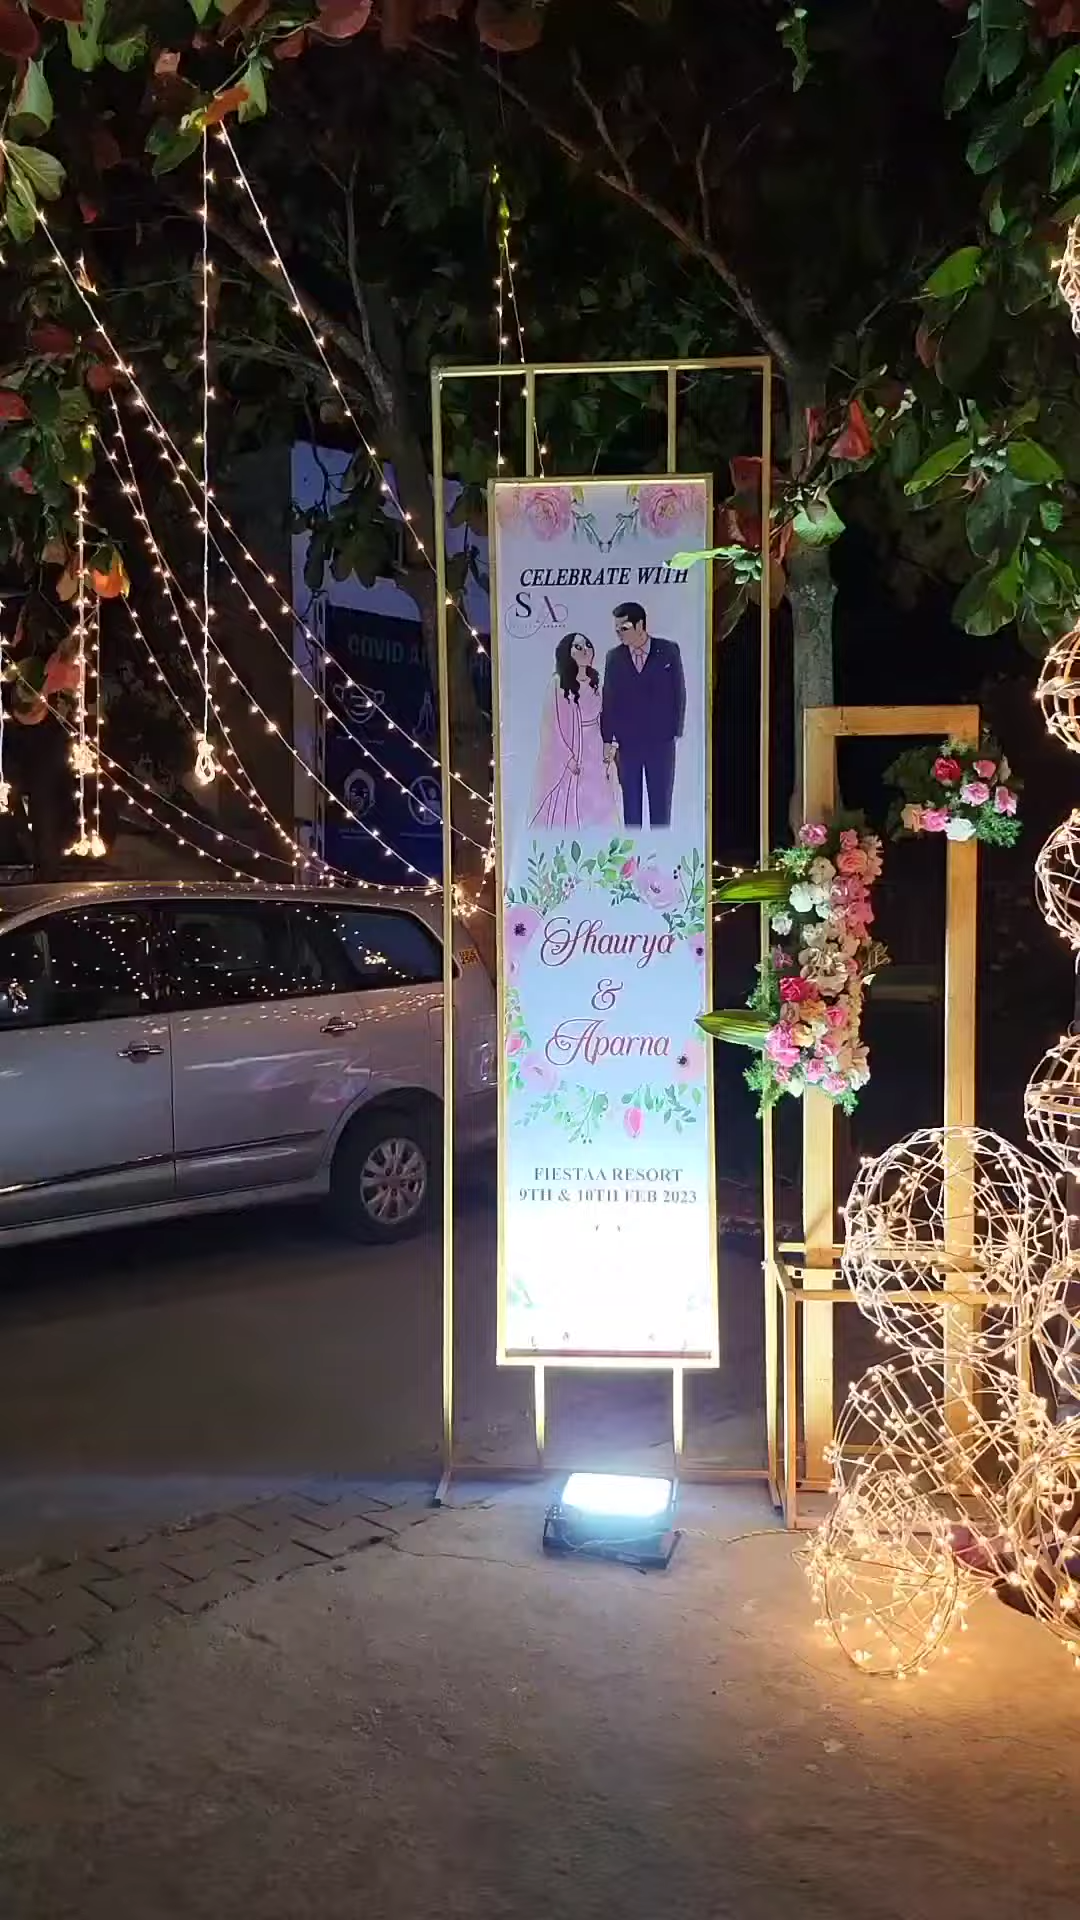 CELEBRATE WITH
SA
Shaurya
&
Aparna
FIESTAA RESORT
9TH & 10TH FEB 2023
COVID